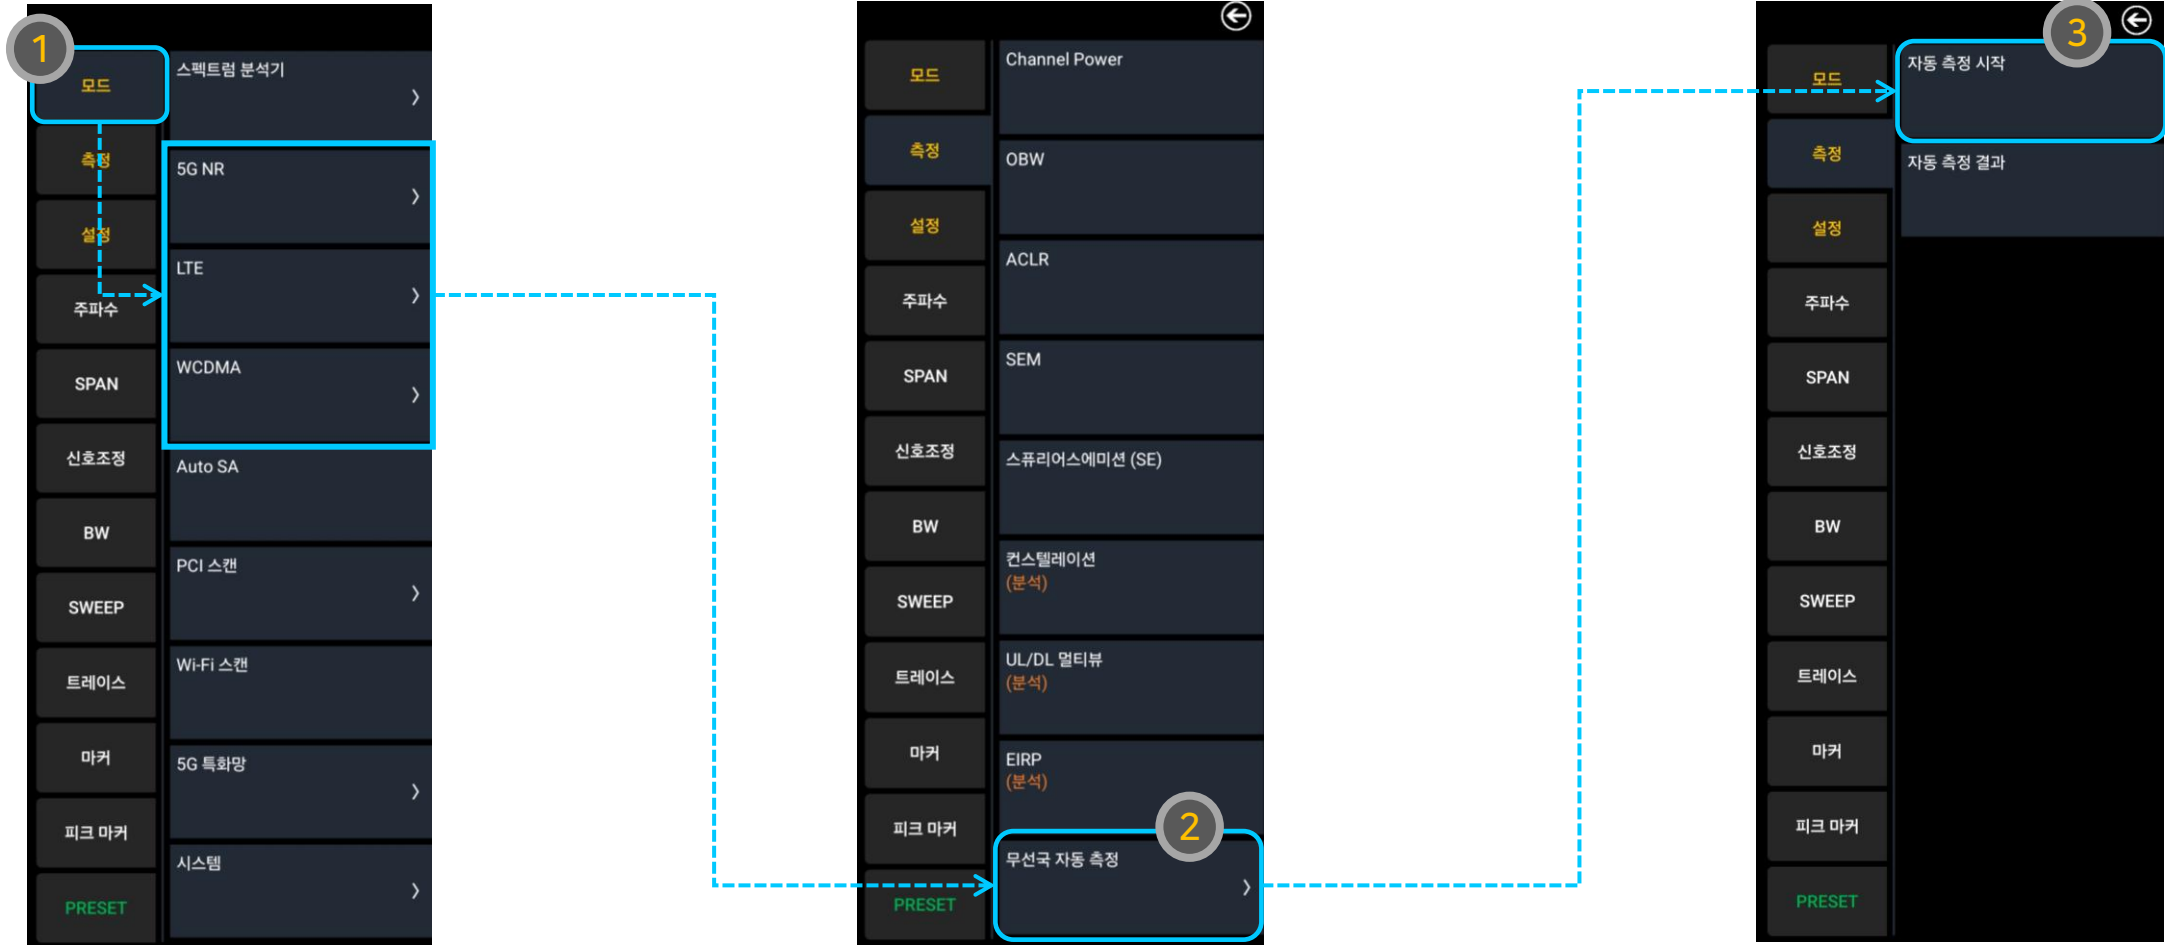 1
모드
측정
설정
주파수
SPAN
신호조정
BW
SWEEP
트레이스
마커
피크 마커
PRESET
스펙트럼 분석기
5G NR
LTE
WCDMA
Auto SA
PCI 스캔
Wi-Fi 스캔
5G 특화망
시스템
모드
측정
설정
주파수
SPAN
신호조정
BW
SWEEP
트레이스
마커
피크 마커
PRESET
Channel Power
OBW
ACLR
SEM
스퓨리어스에미션 (SE)
컨스텔레이션
(분석)
UL/DL 멀티뷰
(분석)
EIRP
(분석)
2
무선국 자동 측정
3
모드
측정
설정
주파수
SPAN
신호조정
BW
SWEEP
트레이스
마커
피크 마커
PRESET
자동 측정 시작
자동 측정 결과